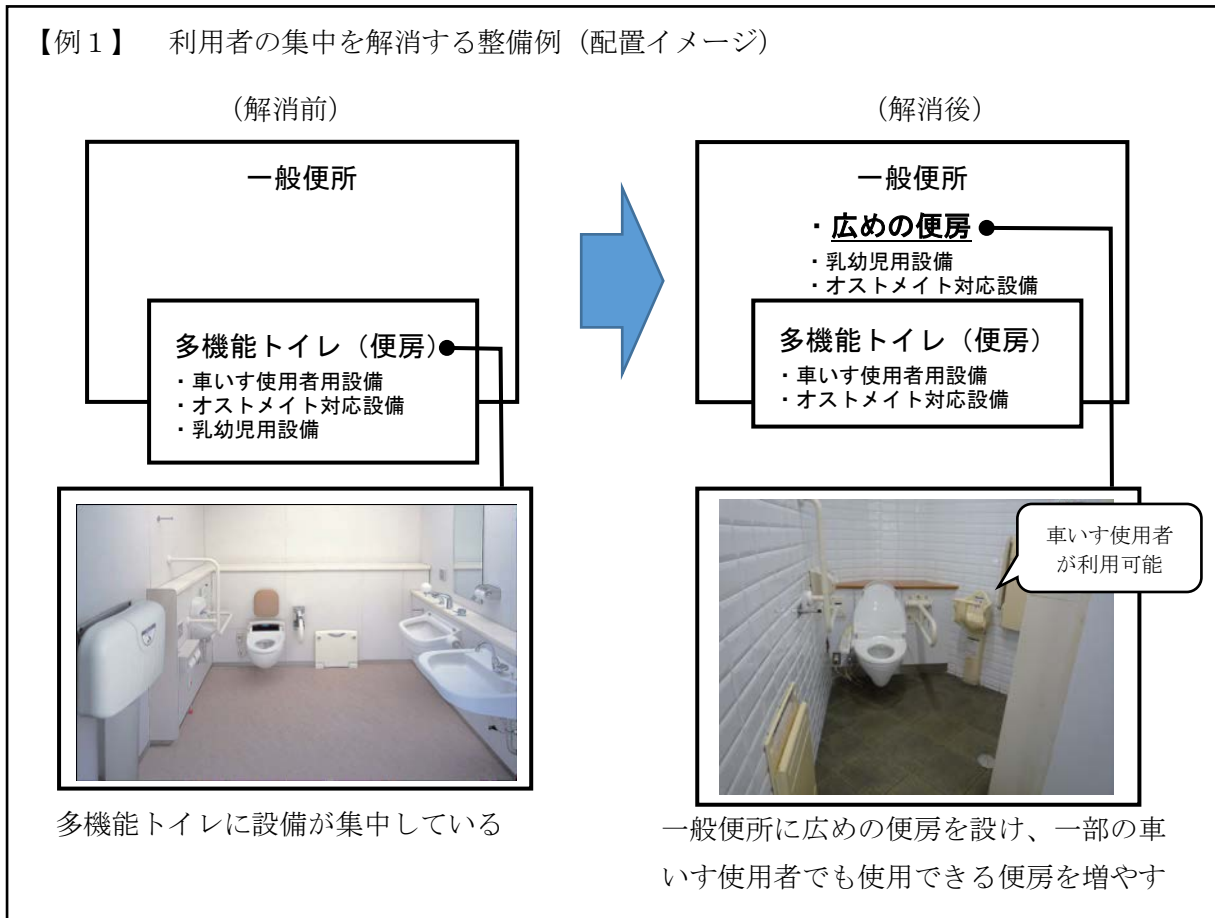 【例１】　利用者の集中を解消する整備例（配置イメージ）
（解消前）
一般便所
多機能トイレ（便房）
・車いす使用者用設備
・オストメイト対応設備
・乳幼児用設備
多機能トイレに設備が集中している
（解消後）
一般便所
・広めの便房
・乳幼児用設備
・オストメイト対応設備
多機能トイレ（便房）
・車いす使用者用設備
・オストメイト対応設備
車いす使用者
が利用可能
一般便所に広めの便房を設け、一部の車
いす使用者でも使用できる便房を増やす